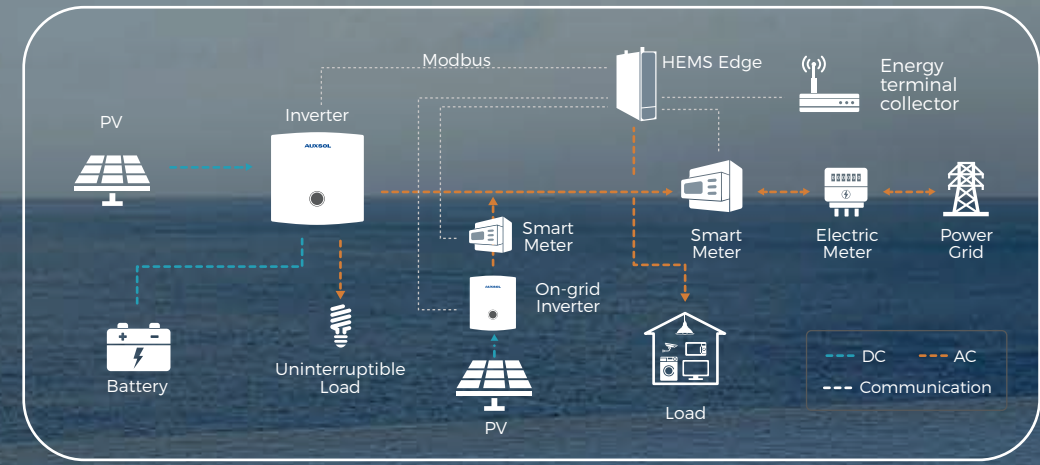 Modbus
HEMS Edge
Energy
terminal
collector
PV
Inverter
AUXSOL
Smart
Meter
Smart
Meter
Electric
Meter
Power
Grid
AUXSOL
On-grid
Inverter
Battery
Uninterruptible
Load
PV
Load
DC
AC
Communication